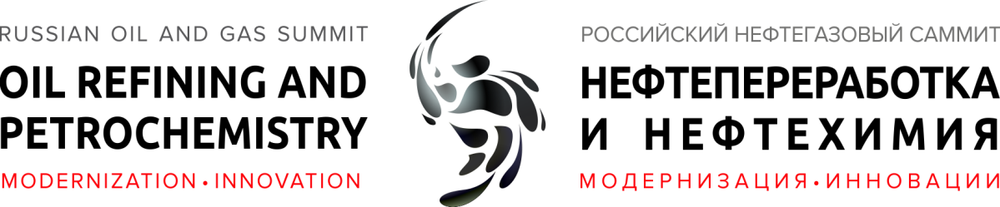 RUSSIAN OIL AND GAS SUMMIT
OIL REFINING AND
PETROCHEMISTRY
MODERNIZATION • INNOVATION
РОССИЙСКИЙ НЕФТЕГАЗОВЫЙ САММИТ
НЕФТЕПЕРЕРАБОТКА
И НЕФТЕХИМИЯ
МОДЕРНИЗАЦИЯ • ИННОВАЦИИ